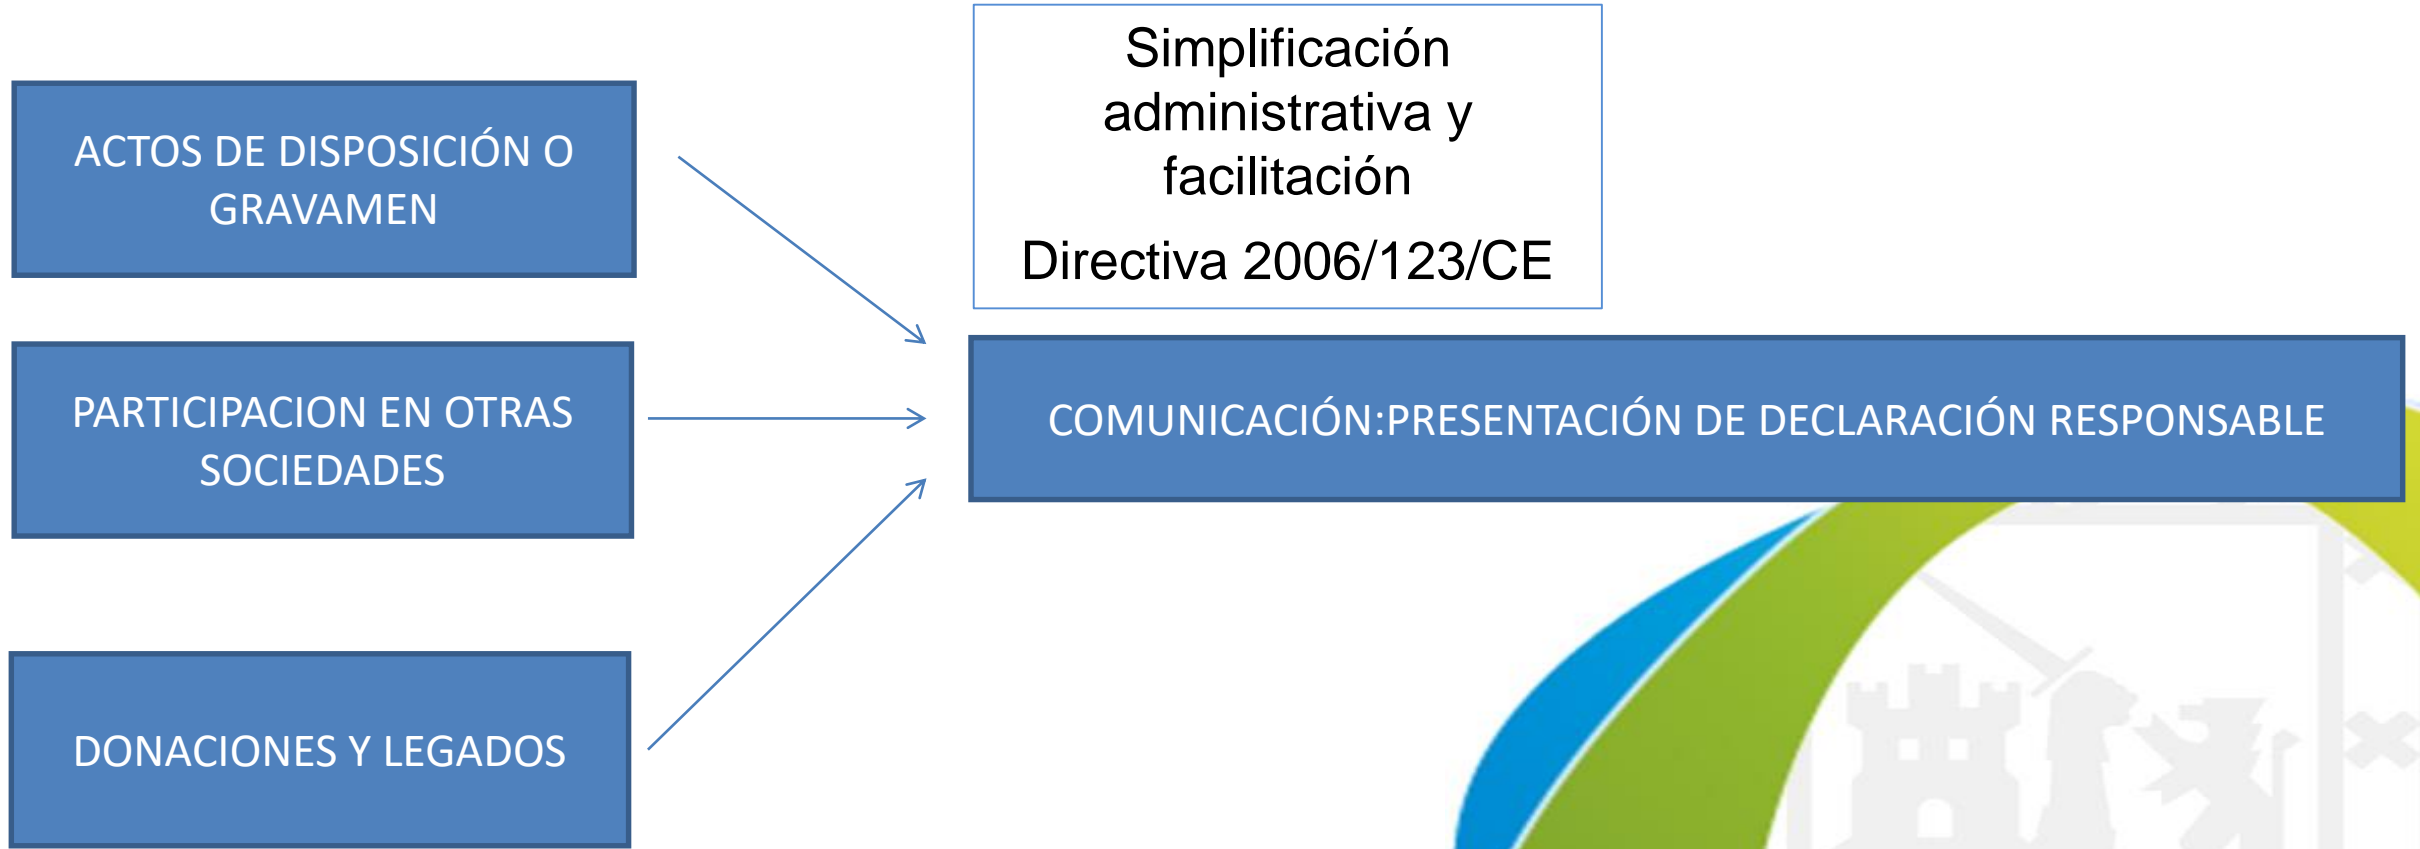 ACTOS DE DISPOSICIÓN O
GRAVAMEN
PARTICIPACION EN OTRAS
SOCIEDADES
DONACIONES Y LEGADOS
Simplificación
administrativa y
facilitación
Directiva 2006/123/CE
COMUNICACIÓN:PRESENTACIÓN DE DECLARACIÓN RESPONSABLE